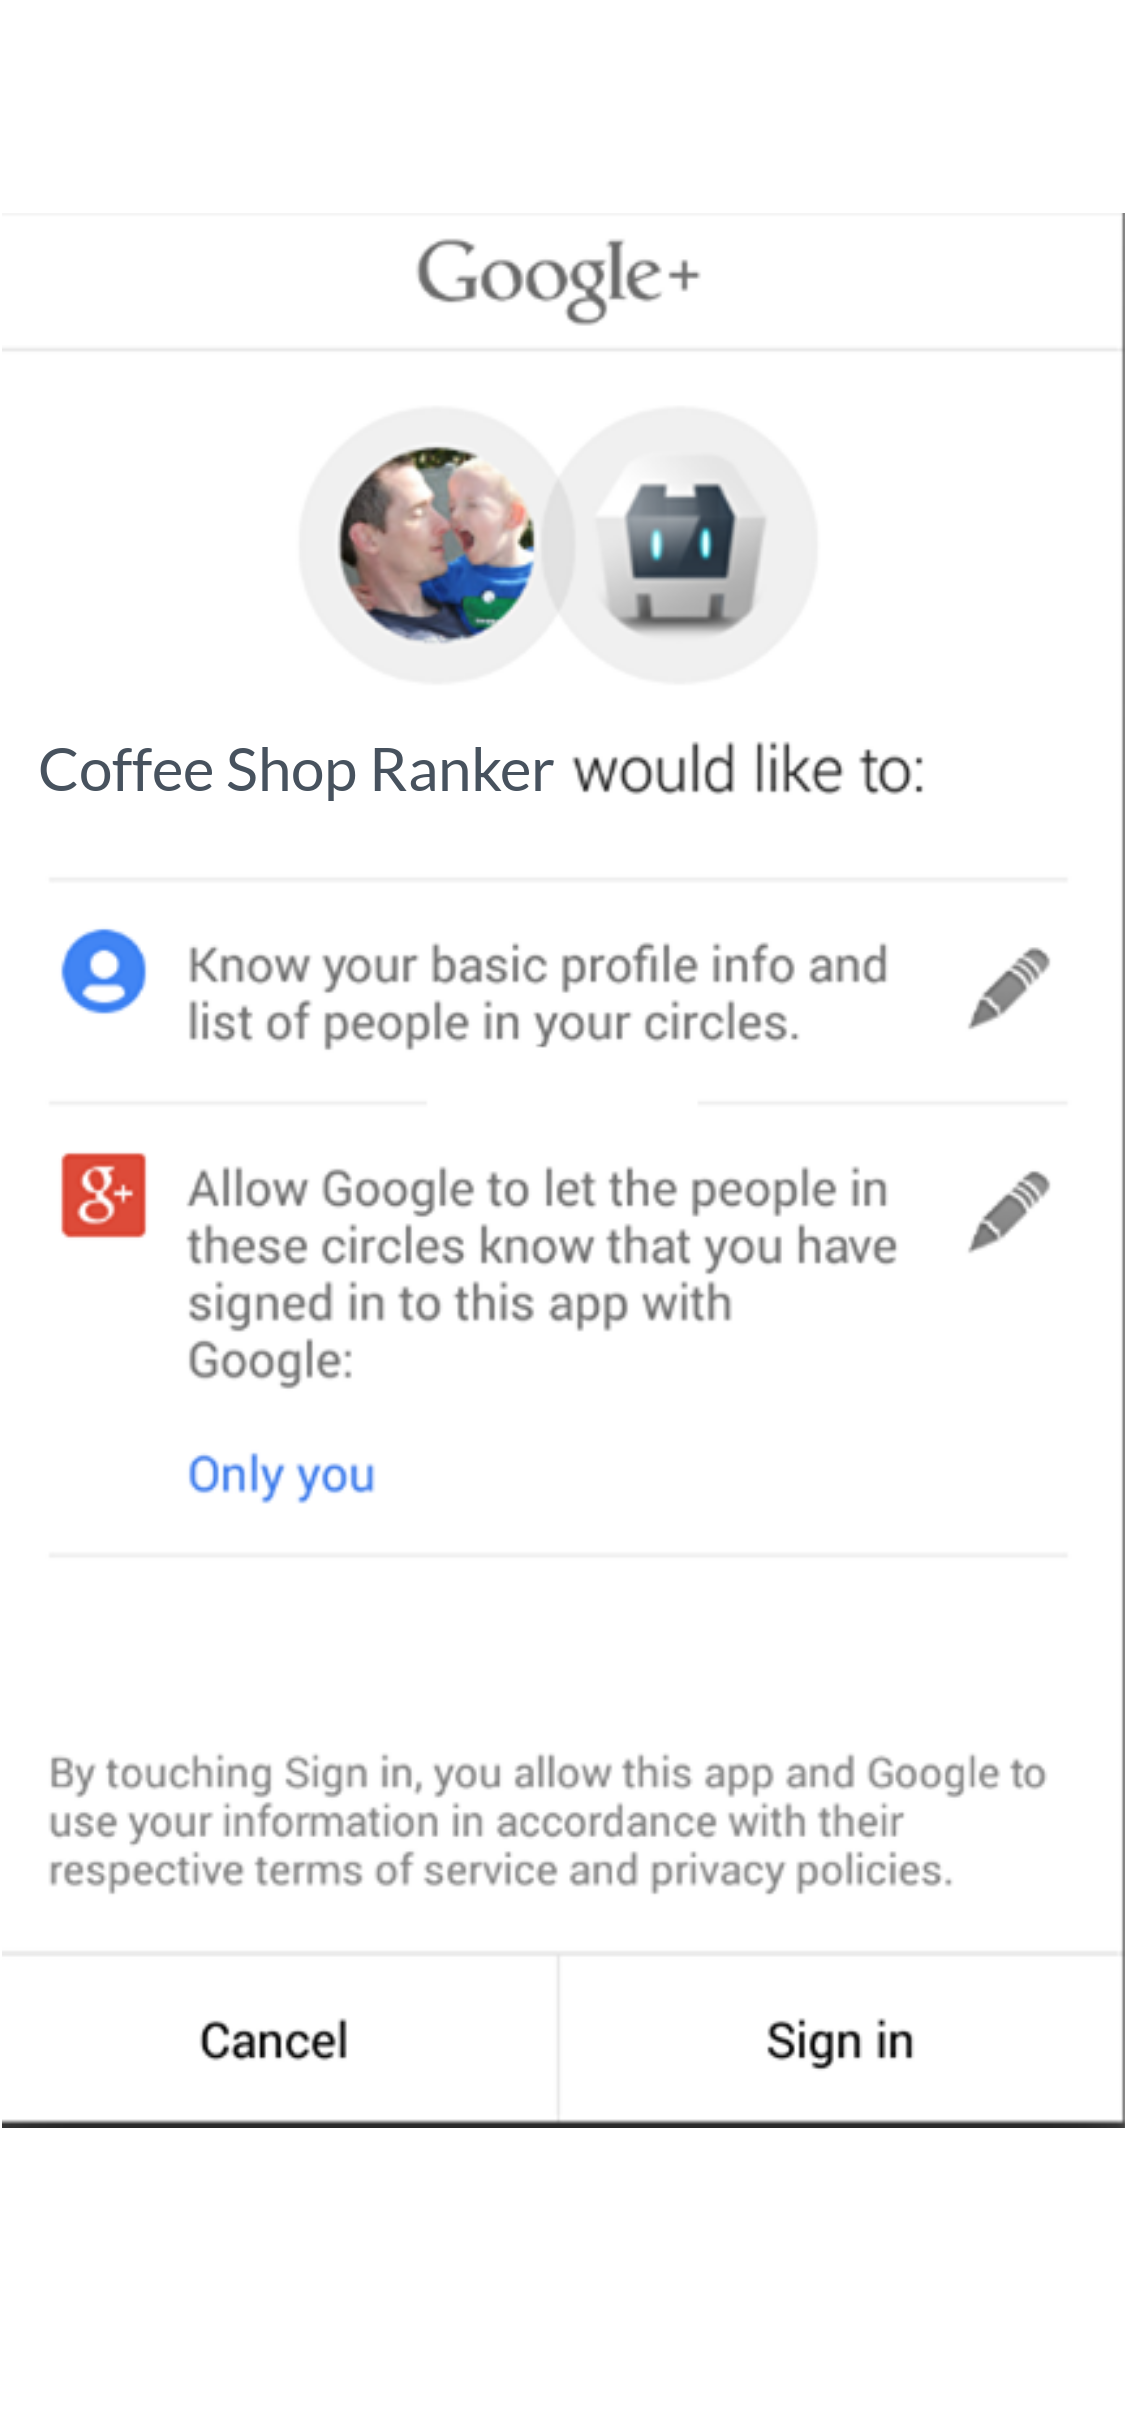 Google+
Coffee Shop Ranker would like to:
Know your basic profile info and
list of people in your circles.
g+
Allow Google to let the people in
these circles know that you have
signed in to this app with
Google:
Only you
By touching Sign in, you allow this app and Google to
use your information in accordance with their
respective terms of service and privacy policies.
Cancel
Sign in